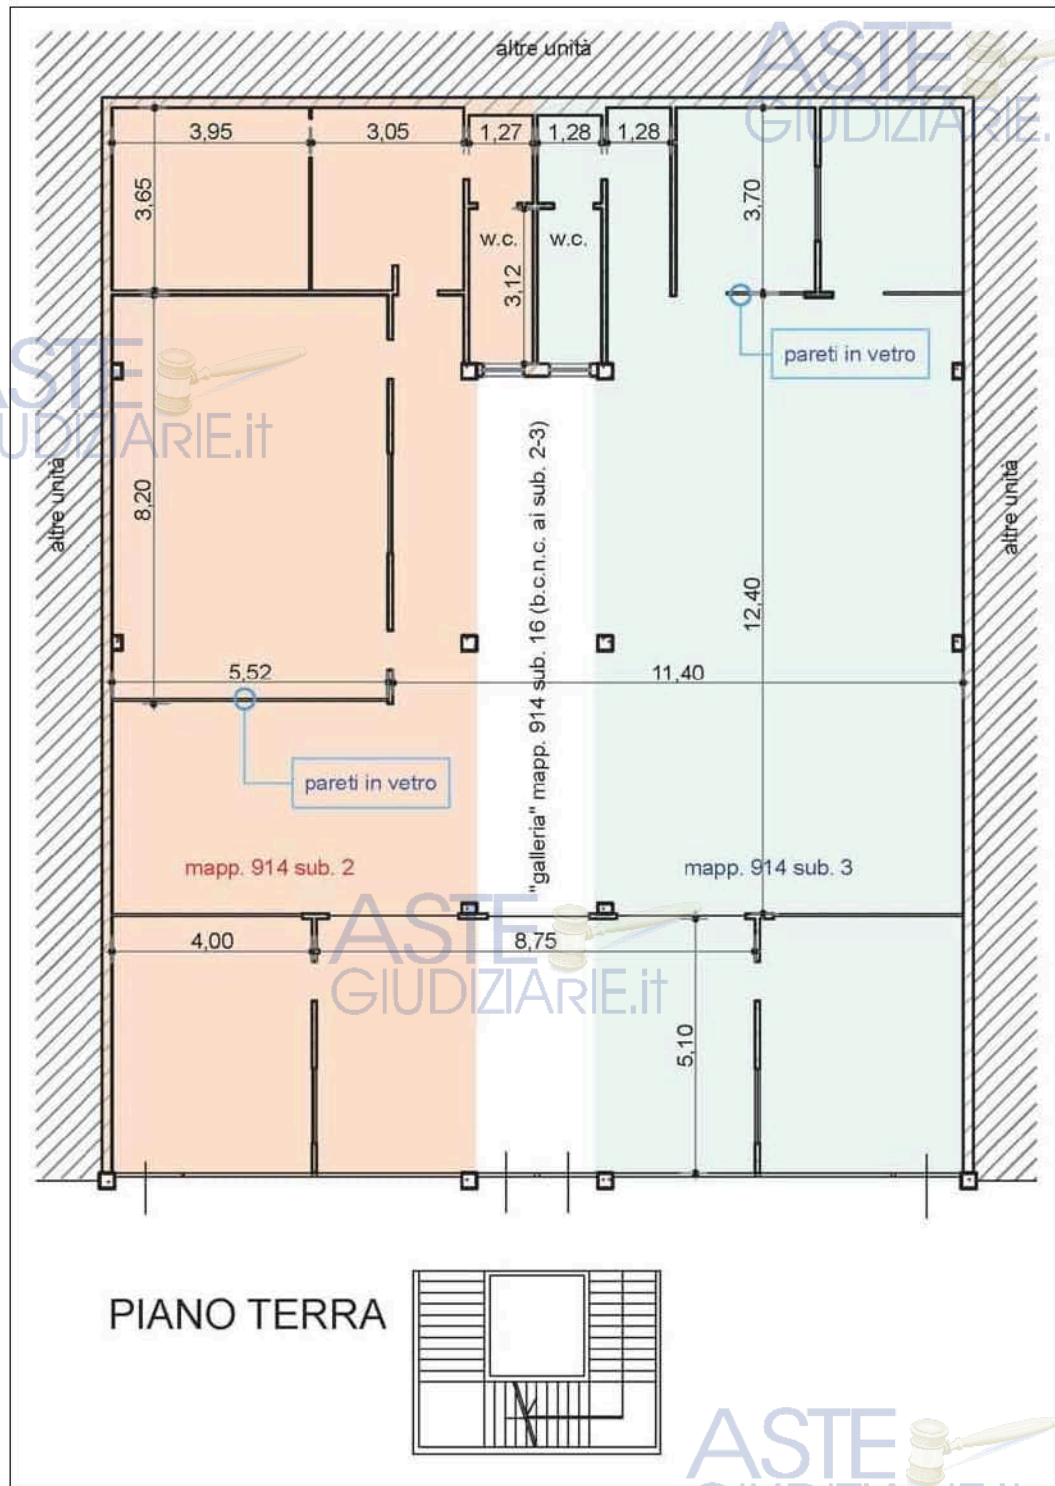 altre unità
ASTE
GIUDIZIARIE.
3,95
3,05
1,27
1,28
1,28
3,65
3,70
w.c.
w.c.
3,12
pareti in vetro
ASTE
GIUDIZIARIE.it
altre unità
altre unità
8,20
"galleria" mapp. 914 sub. 16 (b.c.n.c. ai sub. 2-3)
12,40
5,52
11,40
pareti in vetro
mapp. 914 sub. 2
mapp. 914 sub. 3
ASTE
GIUDIZIARIE.it
4,00
8,75
5,10
PIANO TERRA
ASTE